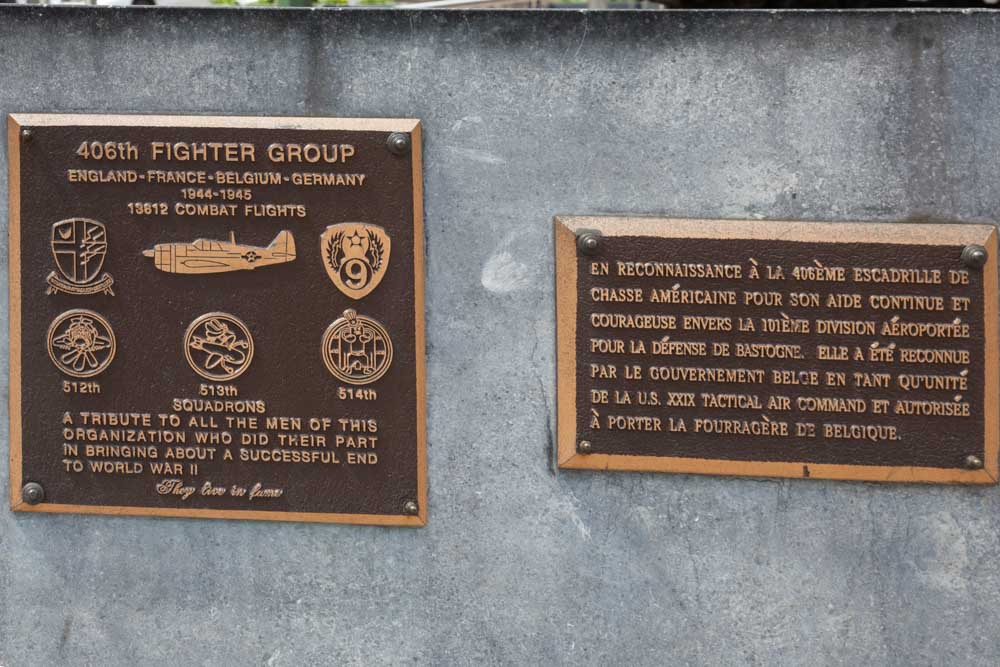 406th FIGHTER GROUP
ENGLAND-FRANCE-BELGIUM-GERMANY
1944-1945
13612 COMBAT FLIGHTS
9
512th
513th
514th
SQUADRONS
A TRIBUTE TO ALL THE MEN OF THIS
ORGANIZATION WHO DID THEIR PART
IN BRINGING ABOUT A SUCCESSFUL END
TO WORLD WAR II
They live in fame
EN RECONNAISSANCE À LA 406ÈME ESCADRILLE DE
CHASSE AMÉRICAINE POUR SON AIDE CONTINUE ET
COURAGEUSE ENVERS LA 101ÈME DIVISION AÉROPORTÉE
POUR LA DÉFENSE DE BASTOGNE. ELLE A ÉTÉ RECONNUE
PAR LE GOUVERNEMENT BELGE EN TANT QU'UNITÉ
DE LA U.S. XXIX TACTICAL AIR COMMAND ET AUTORISÉE
À PORTER LA FOURRAGÈRE DE BELGIQUE.